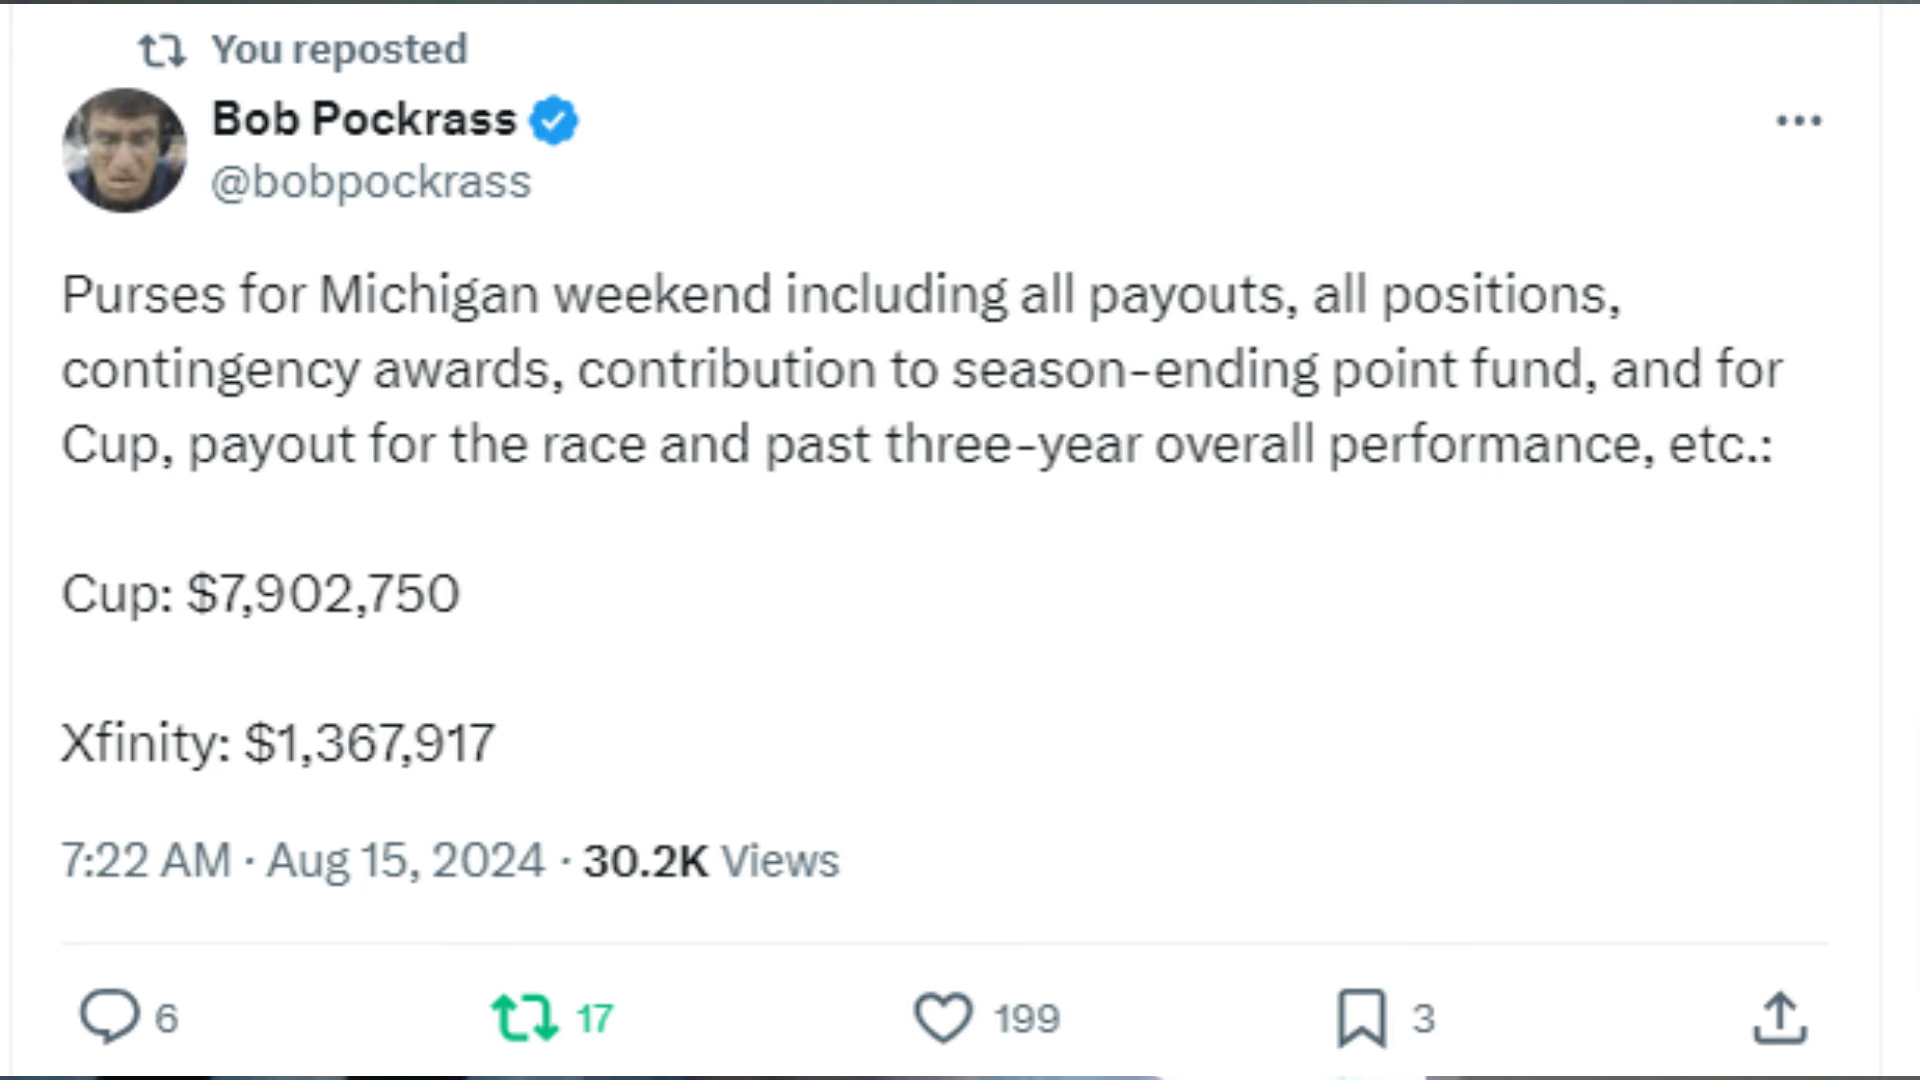 You reposted
Bob Pockrass
@bobpockrass
Purses for Michigan weekend including all payouts, all positions,
contingency awards, contribution to season-ending point fund, and for
Cup, payout for the race and past three-year overall performance, etc.:
Cup: $7,902,750
Xfinity: $1,367,917
7:22 AM · Aug 15, 2024 · 30.2K Views
6 17 199 3